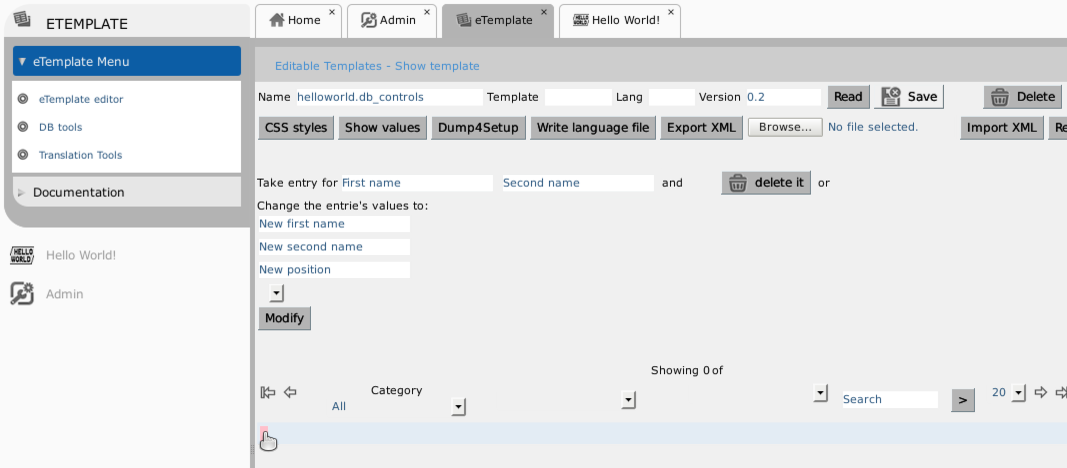 ETEMPLATE
eTemplate Menu
eTemplate editor
DB tools
Translation Tools
Documentation
HELLO WORLD! Hello World!
Admin
Home × Admin × eTemplate × HELLO WORLD! Hello World! ×
Editable Templates - Show template
Name helloworld.db_controls Template Lang Version 0.2 Read Save Delete
CSS styles Show values Dump4Setup Write language file Export XML Browse... No file selected. Import XML Re
Take entry for First name Second name and delete it or
Change the entrie's values to:
New first name
New second name
New position
Modify
Showing 0 of
Category
All Search > 20